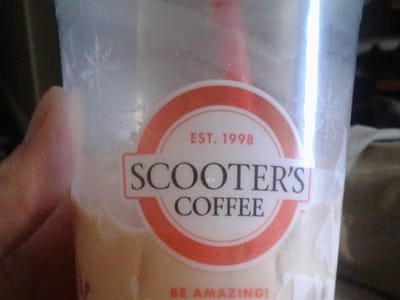 EST. 1998
SCOOTER'S
COFFEE
BE AMAZING!